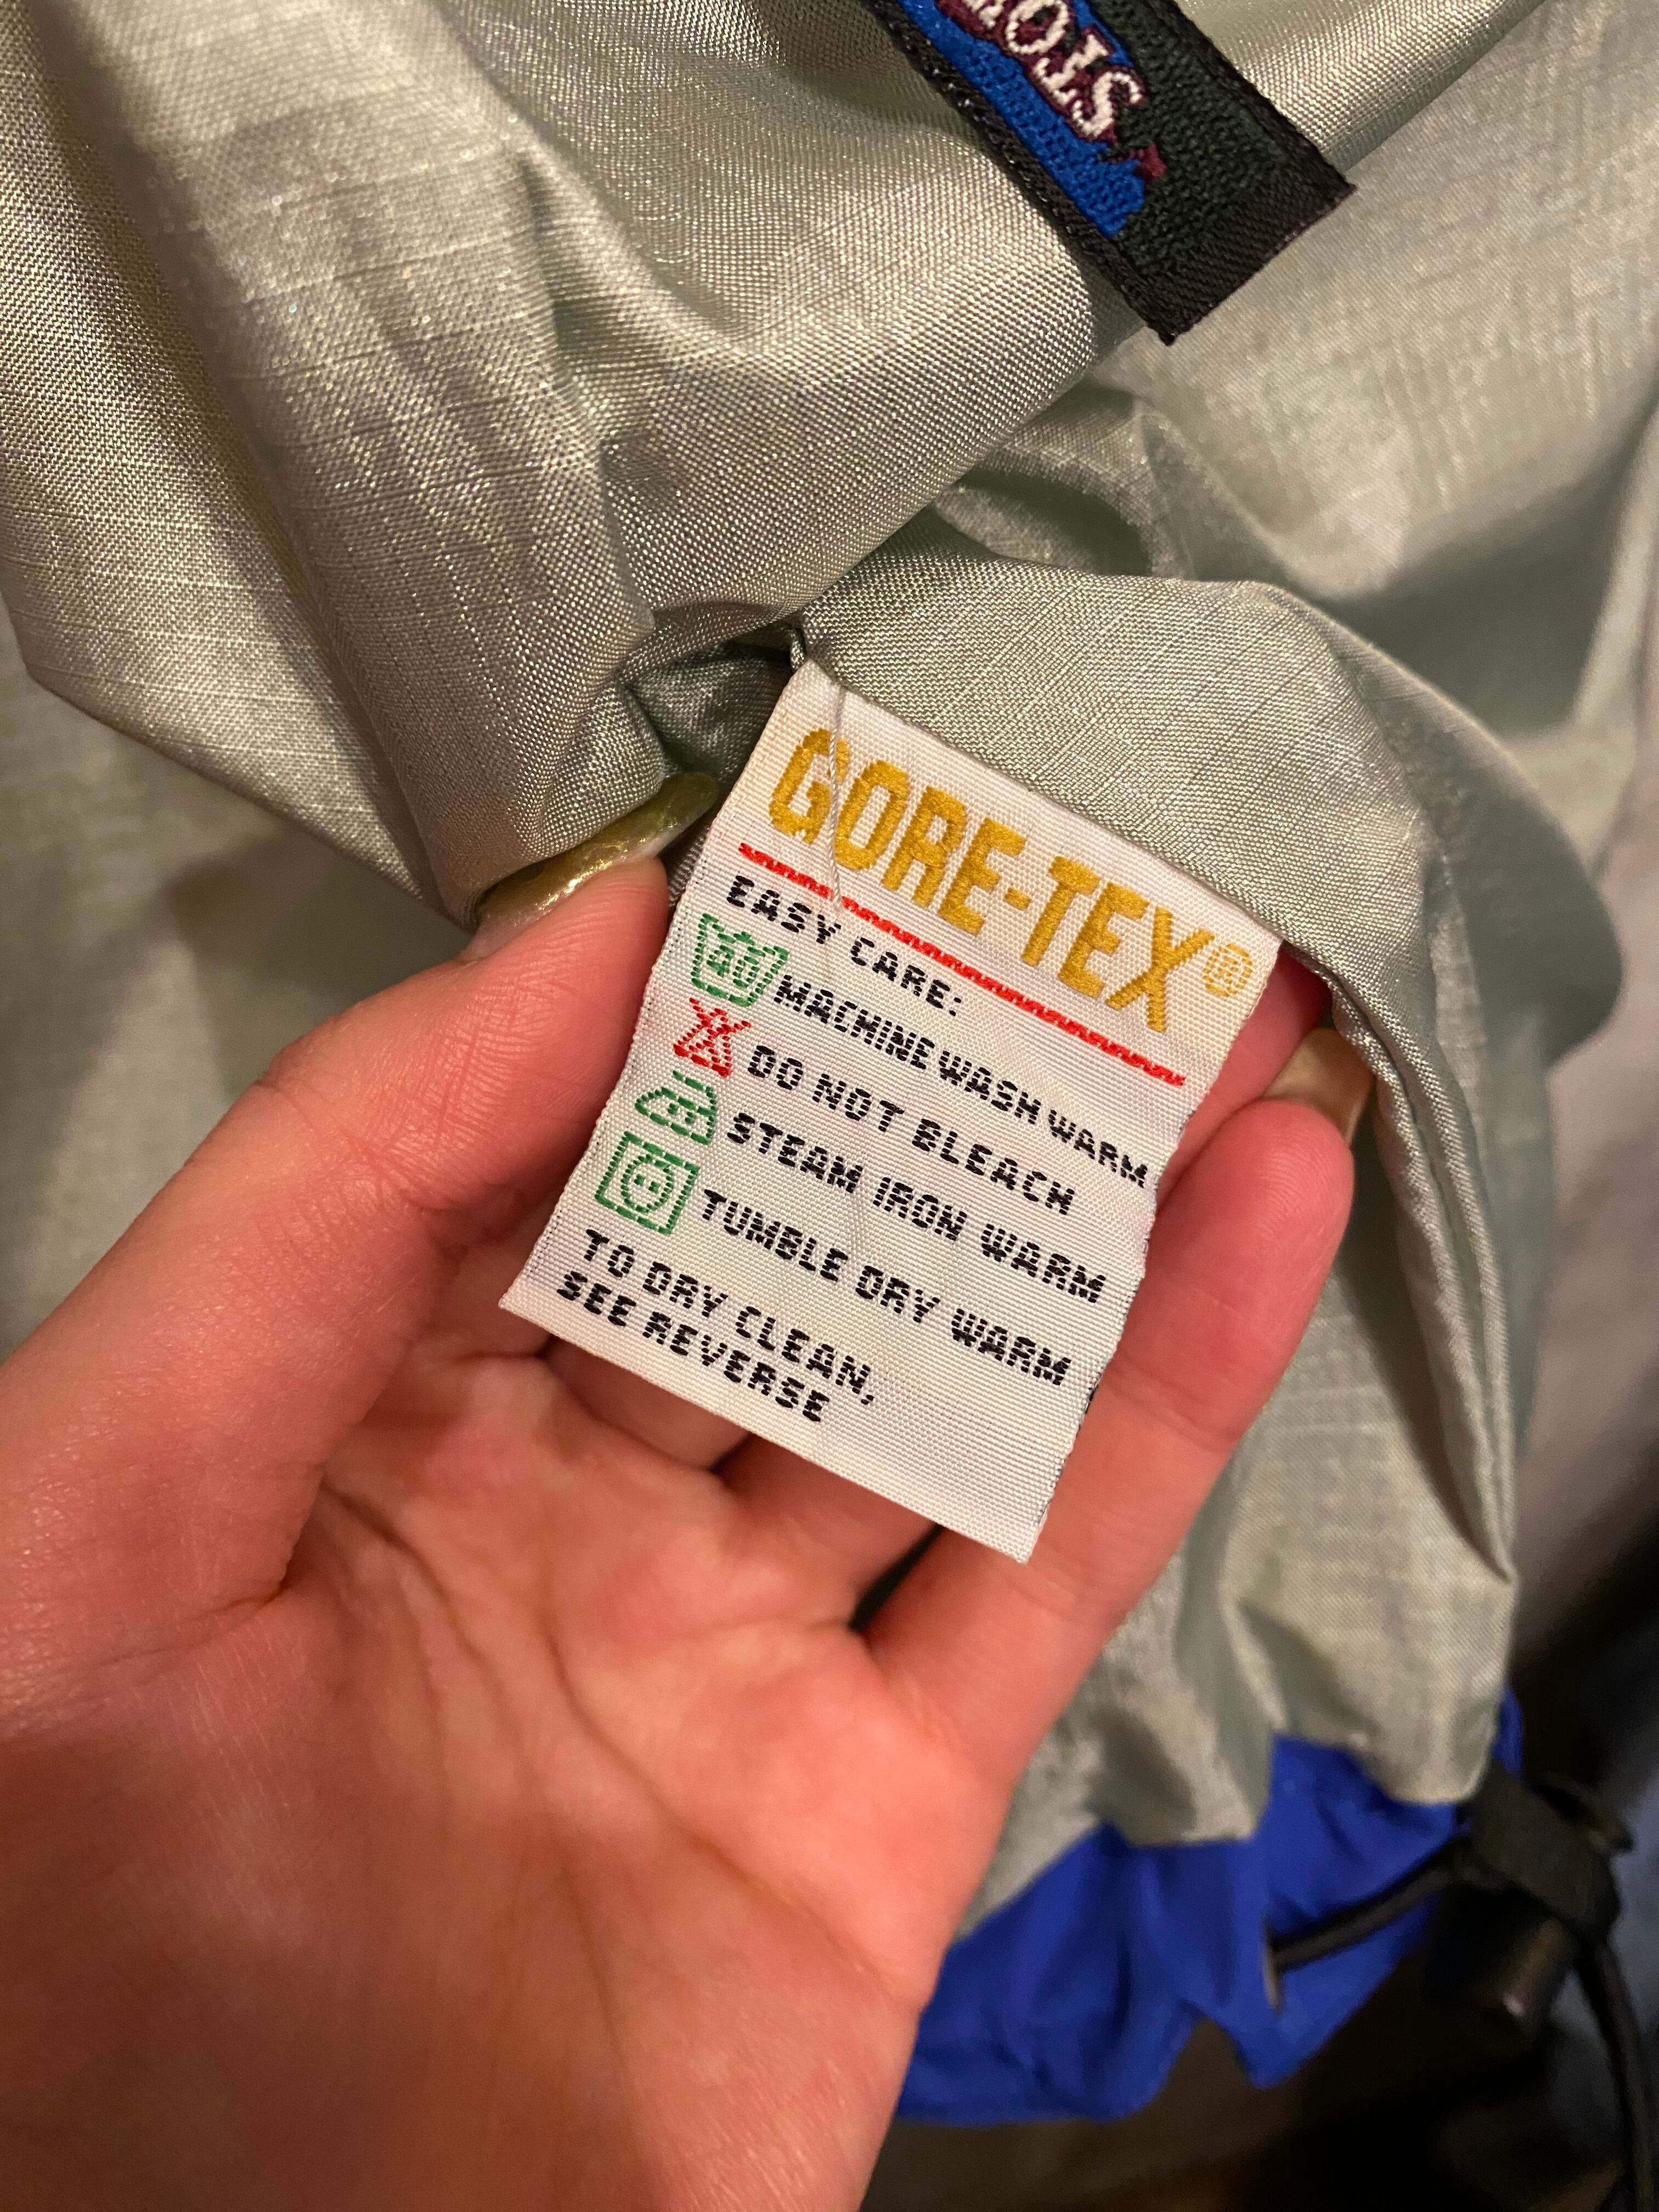 GORE-TEX®
EASY CARE:
40 MACHINE WASH WARM
DO NOT BLEACH
STEAM IRON WARM
TUMBLE DRY WARM
TO DRY CLEAN,
SEE REVERSE